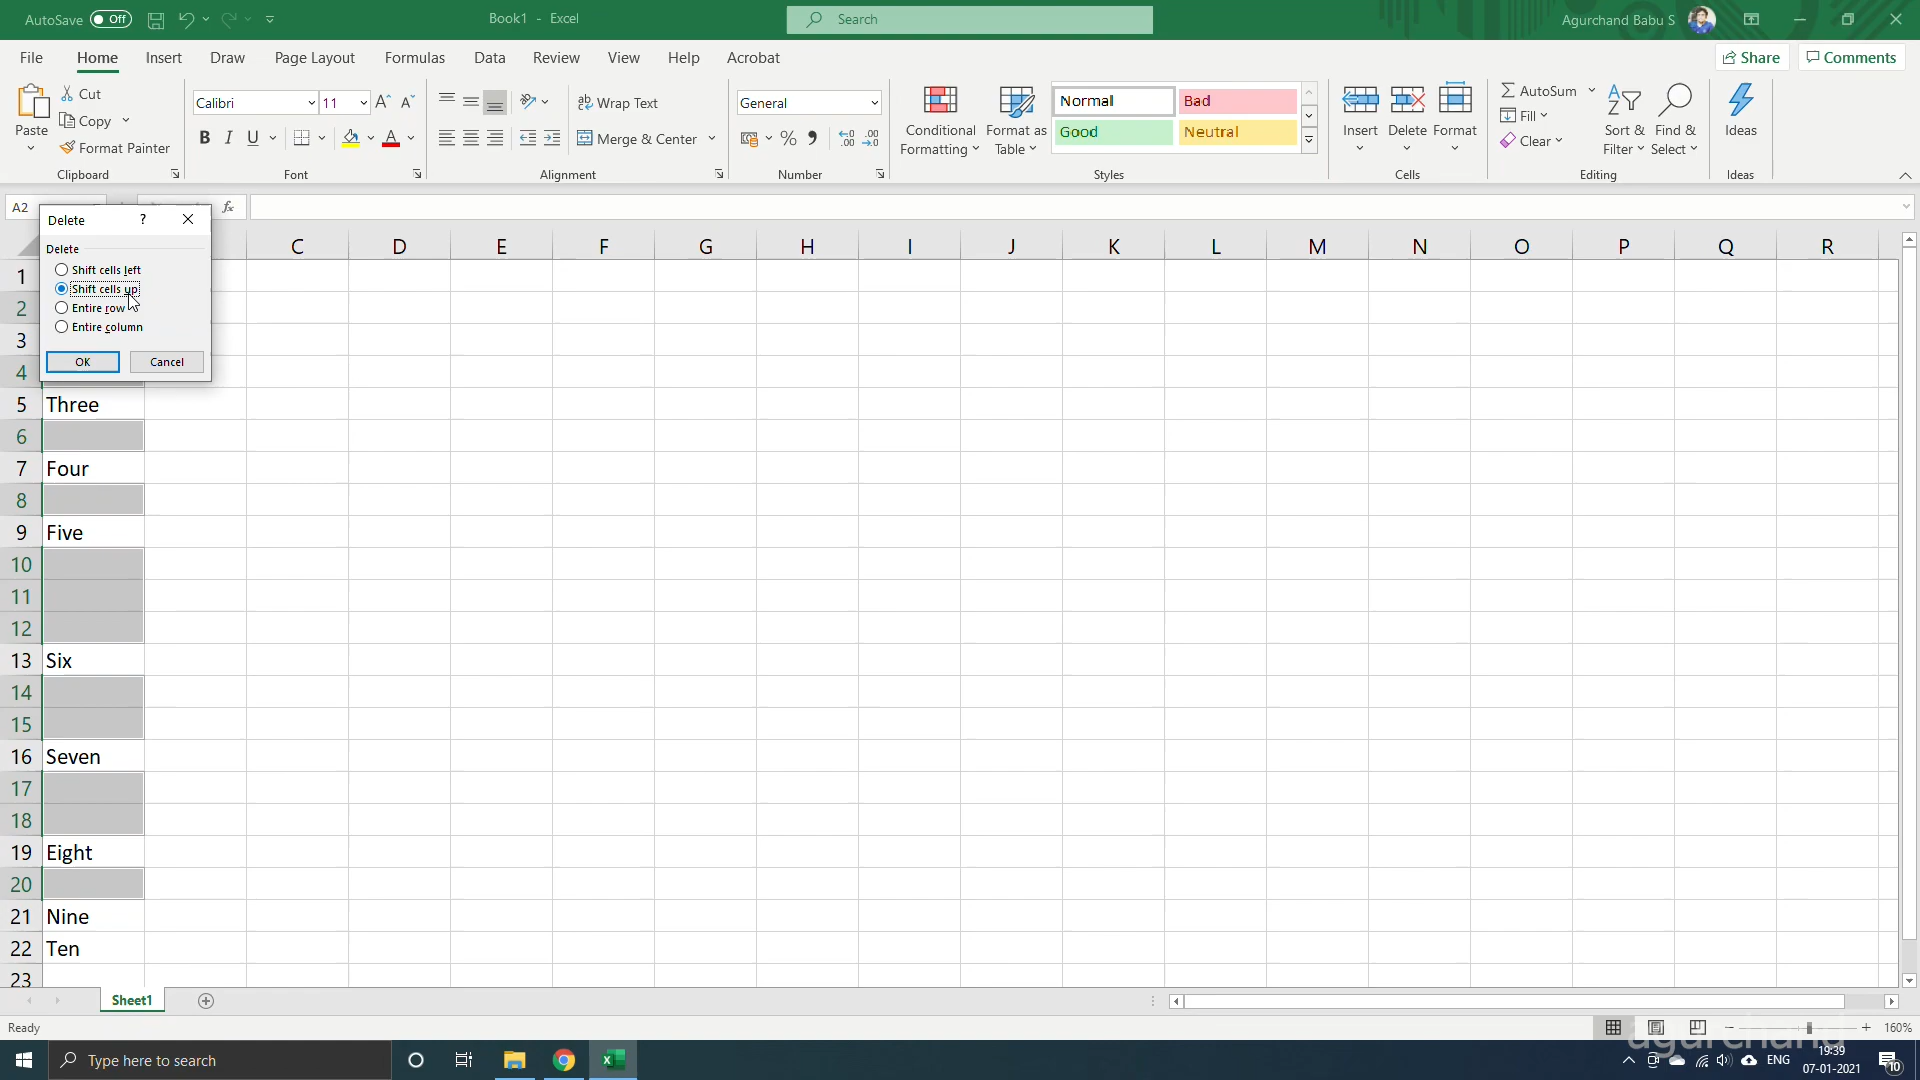 AutoSave Off Book1 - Excel Search Agurchand Babu S
File Home Insert Draw Page Layout Formulas Data Review View Help Acrobat Share Comments
Paste Cut Copy Format Painter Clipboard
Calibri 11 B I U A Font
Wrap Text Merge & Center Alignment
General % Number
Conditional Formatting Format as Table Normal Bad Good Neutral Styles
Insert Delete Format Cells
AutoSum Fill Clear Sort & Filter Find & Select Editing
Ideas Ideas
A2 fx
Delete ?
Delete
Shift cells left
Shift cells up
Entire row
Entire column
OK Cancel
C D E F G H I J K L M N O P Q R
1
2
3
4
5 Three
6
7 Four
8
9 Five
10
11
12
13 Six
14
15
16 Seven
17
18
19 Eight
20
21 Nine
22 Ten
23
Sheet1
Ready 160%
agurchand
Type here to search ENG 19:39
07-01-2021 10